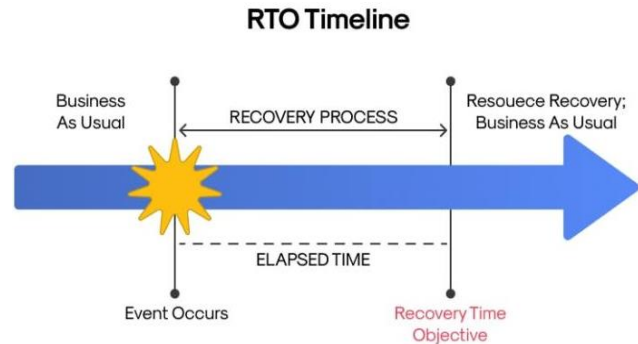 RTO Timeline
Business
As Usual
RECOVERY PROCESS
Resouece Recovery;
Business As Usual
ELAPSED TIME
Event Occurs
Recovery Time
Objective